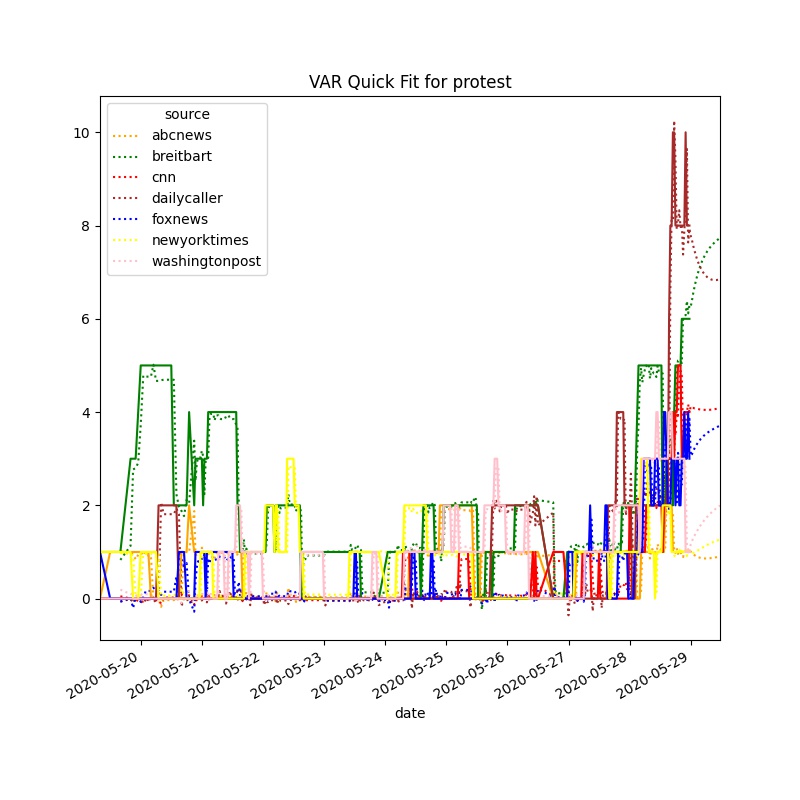 VAR Quick Fit for protest
source
abcnews
breitbart
cnn
dailycaller
foxnews
newyorktimes
washingtonpost
10
8
6
4
2
0
2020-05-20
2020-05-21
2020-05-22
2020-05-23
2020-05-24
2020-05-25
2020-05-26
2020-05-27
2020-05-28
2020-05-29
date